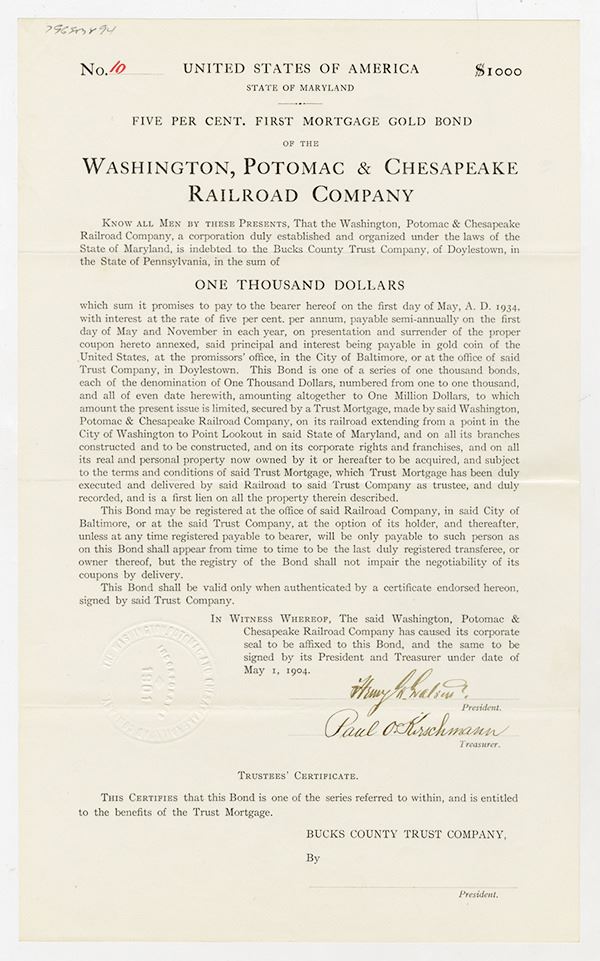 No. 10 UNITED STATES OF AMERICA $1000
STATE OF MARYLAND
FIVE PER CENT. FIRST MORTGAGE GOLD BOND
OF THE
WASHINGTON, POTOMAC & CHESAPEAKE
RAILROAD COMPANY
KNOW ALL MEN BY THESE PRESENTS, That the Washington, Potomac & Chesapeake
Railroad Company, a corporation duly established and organized under the laws of the
State of Maryland, is indebted to the Bucks County Trust Company, of Doylestown, in
the State of Pennsylvania, in the sum of
ONE THOUSAND DOLLARS
which sum it promises to pay to the bearer hereof on the first day of May, A. D. 1934,
with interest at the rate of five per cent. per annum, payable semi-annually on the first
day of May and November in each year, on presentation and surrender of the proper
coupon hereto annexed, said principal and interest being payable in gold coin of the
United States, at the promissors' office, in the City of Baltimore, or at the office of said
Trust Company, in Doylestown. This Bond is one of a series of one thousand bonds,
each of the denomination of One Thousand Dollars, numbered from one to one thousand,
and all of even date herewith, amounting altogether to One Million Dollars, to which
amount the present issue is limited, secured by a Trust Mortgage, made by said Washington,
Potomac & Chesapeake Railroad Company, on its railroad extending from a point in the
City of Washington to Point Lookout in said State of Maryland, and on all its branches
constructed and to be constructed, and on its corporate rights and franchises, and on all
its real and personal property now owned by it or hereafter to be acquired, and subject
to the terms and conditions of said Trust Mortgage, which Trust Mortgage has been duly
executed and delivered by said Railroad to said Trust Company as trustee, and duly
recorded, and is a first lien on all the property therein described.
This Bond may be registered at the office of said Railroad Company, in said City of
Baltimore, or at the said Trust Company, at the option of its holder, and thereafter,
unless at any time registered payable to bearer, will be only payable to such person as
on this Bond shall appear from time to time to be the last duly registered transferee, or
owner thereof, but the registry of the Bond shall not impair the negotiability of its
coupons by delivery.
This Bond shall be valid only when authenticated by a certificate endorsed hereon,
signed by said Trust Company.
IN WITNESS WHEREOF, The said Washington, Potomac &
Chesapeake Railroad Company has caused its corporate
seal to be affixed to this Bond, and the same to be
signed by its President and Treasurer under date of
May 1, 1904.
President.
Paul O. Kirschmann
Treasurer.
1901
TRUSTEES' CERTIFICATE.
THIS CERTIFIES that this Bond is one of the series referred to within, and is entitled
to the benefits of the Trust Mortgage.
BUCKS COUNTY TRUST COMPANY,
By
President.